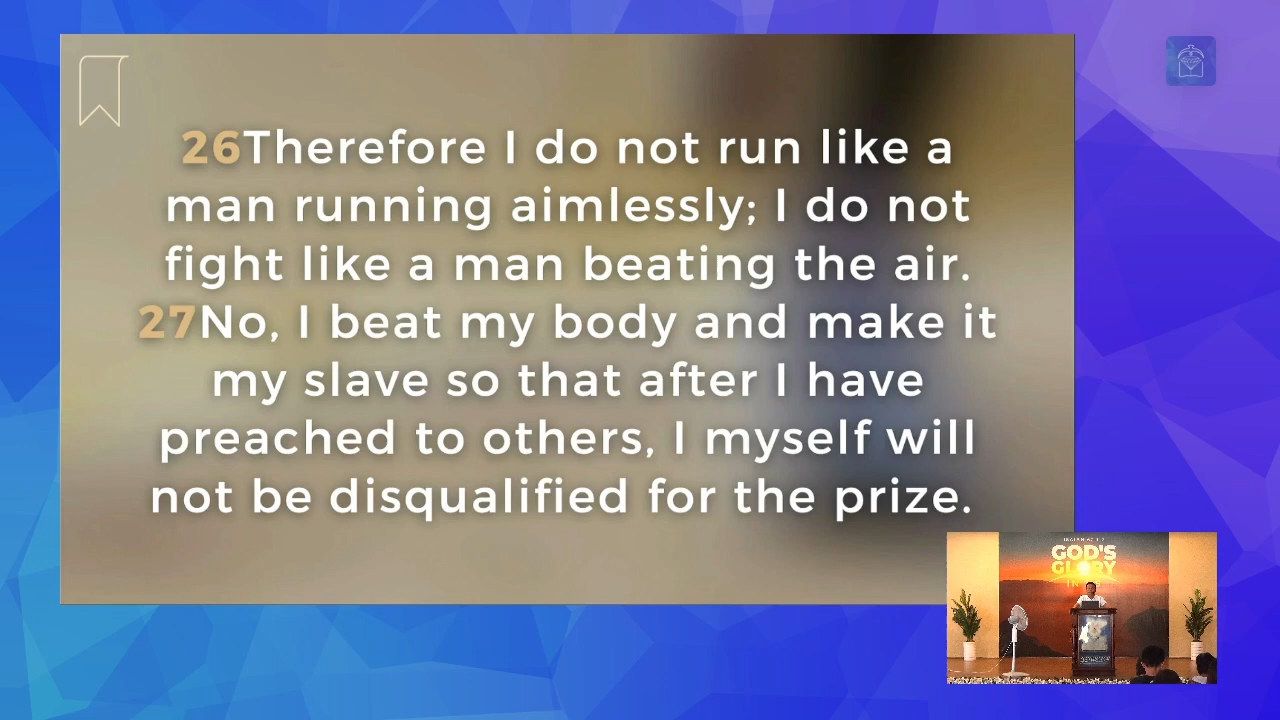 26Therefore I do not run like a
man running aimlessly; I do not
fight like a man beating the air.
27No, I beat my body and make it
my slave so that after I have
preached to others, I myself will
not be disqualified for the prize.
GOD'S
GLORY